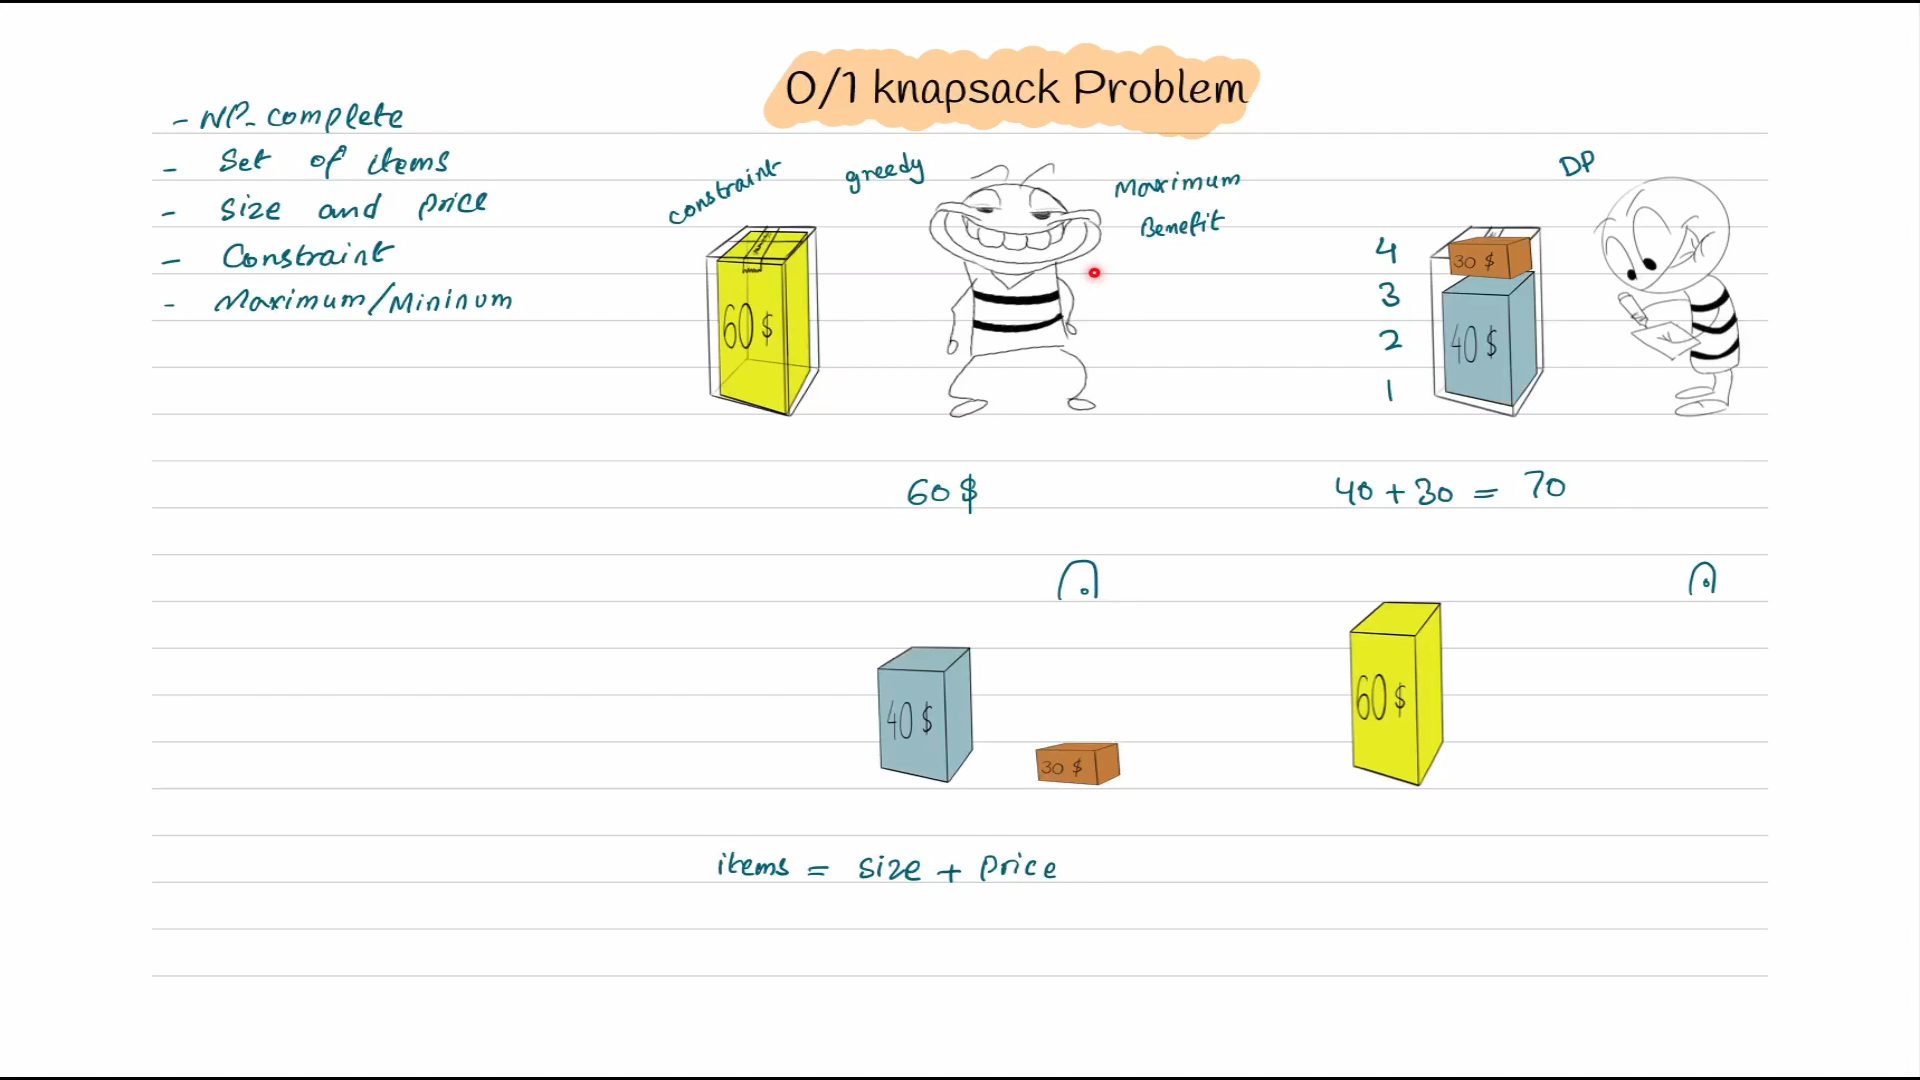 0/1 knapsack Problem
- NP-complete
- Set of items
- Size and price
- Constraint
- Maximum/Mininum
constraint
greedy
Maximum
Benefit
60 $
DP
4
3
2
1
30 $
40 $
60 $
40 + 30 = 70
40 $
30 $
60 $
items = size + price